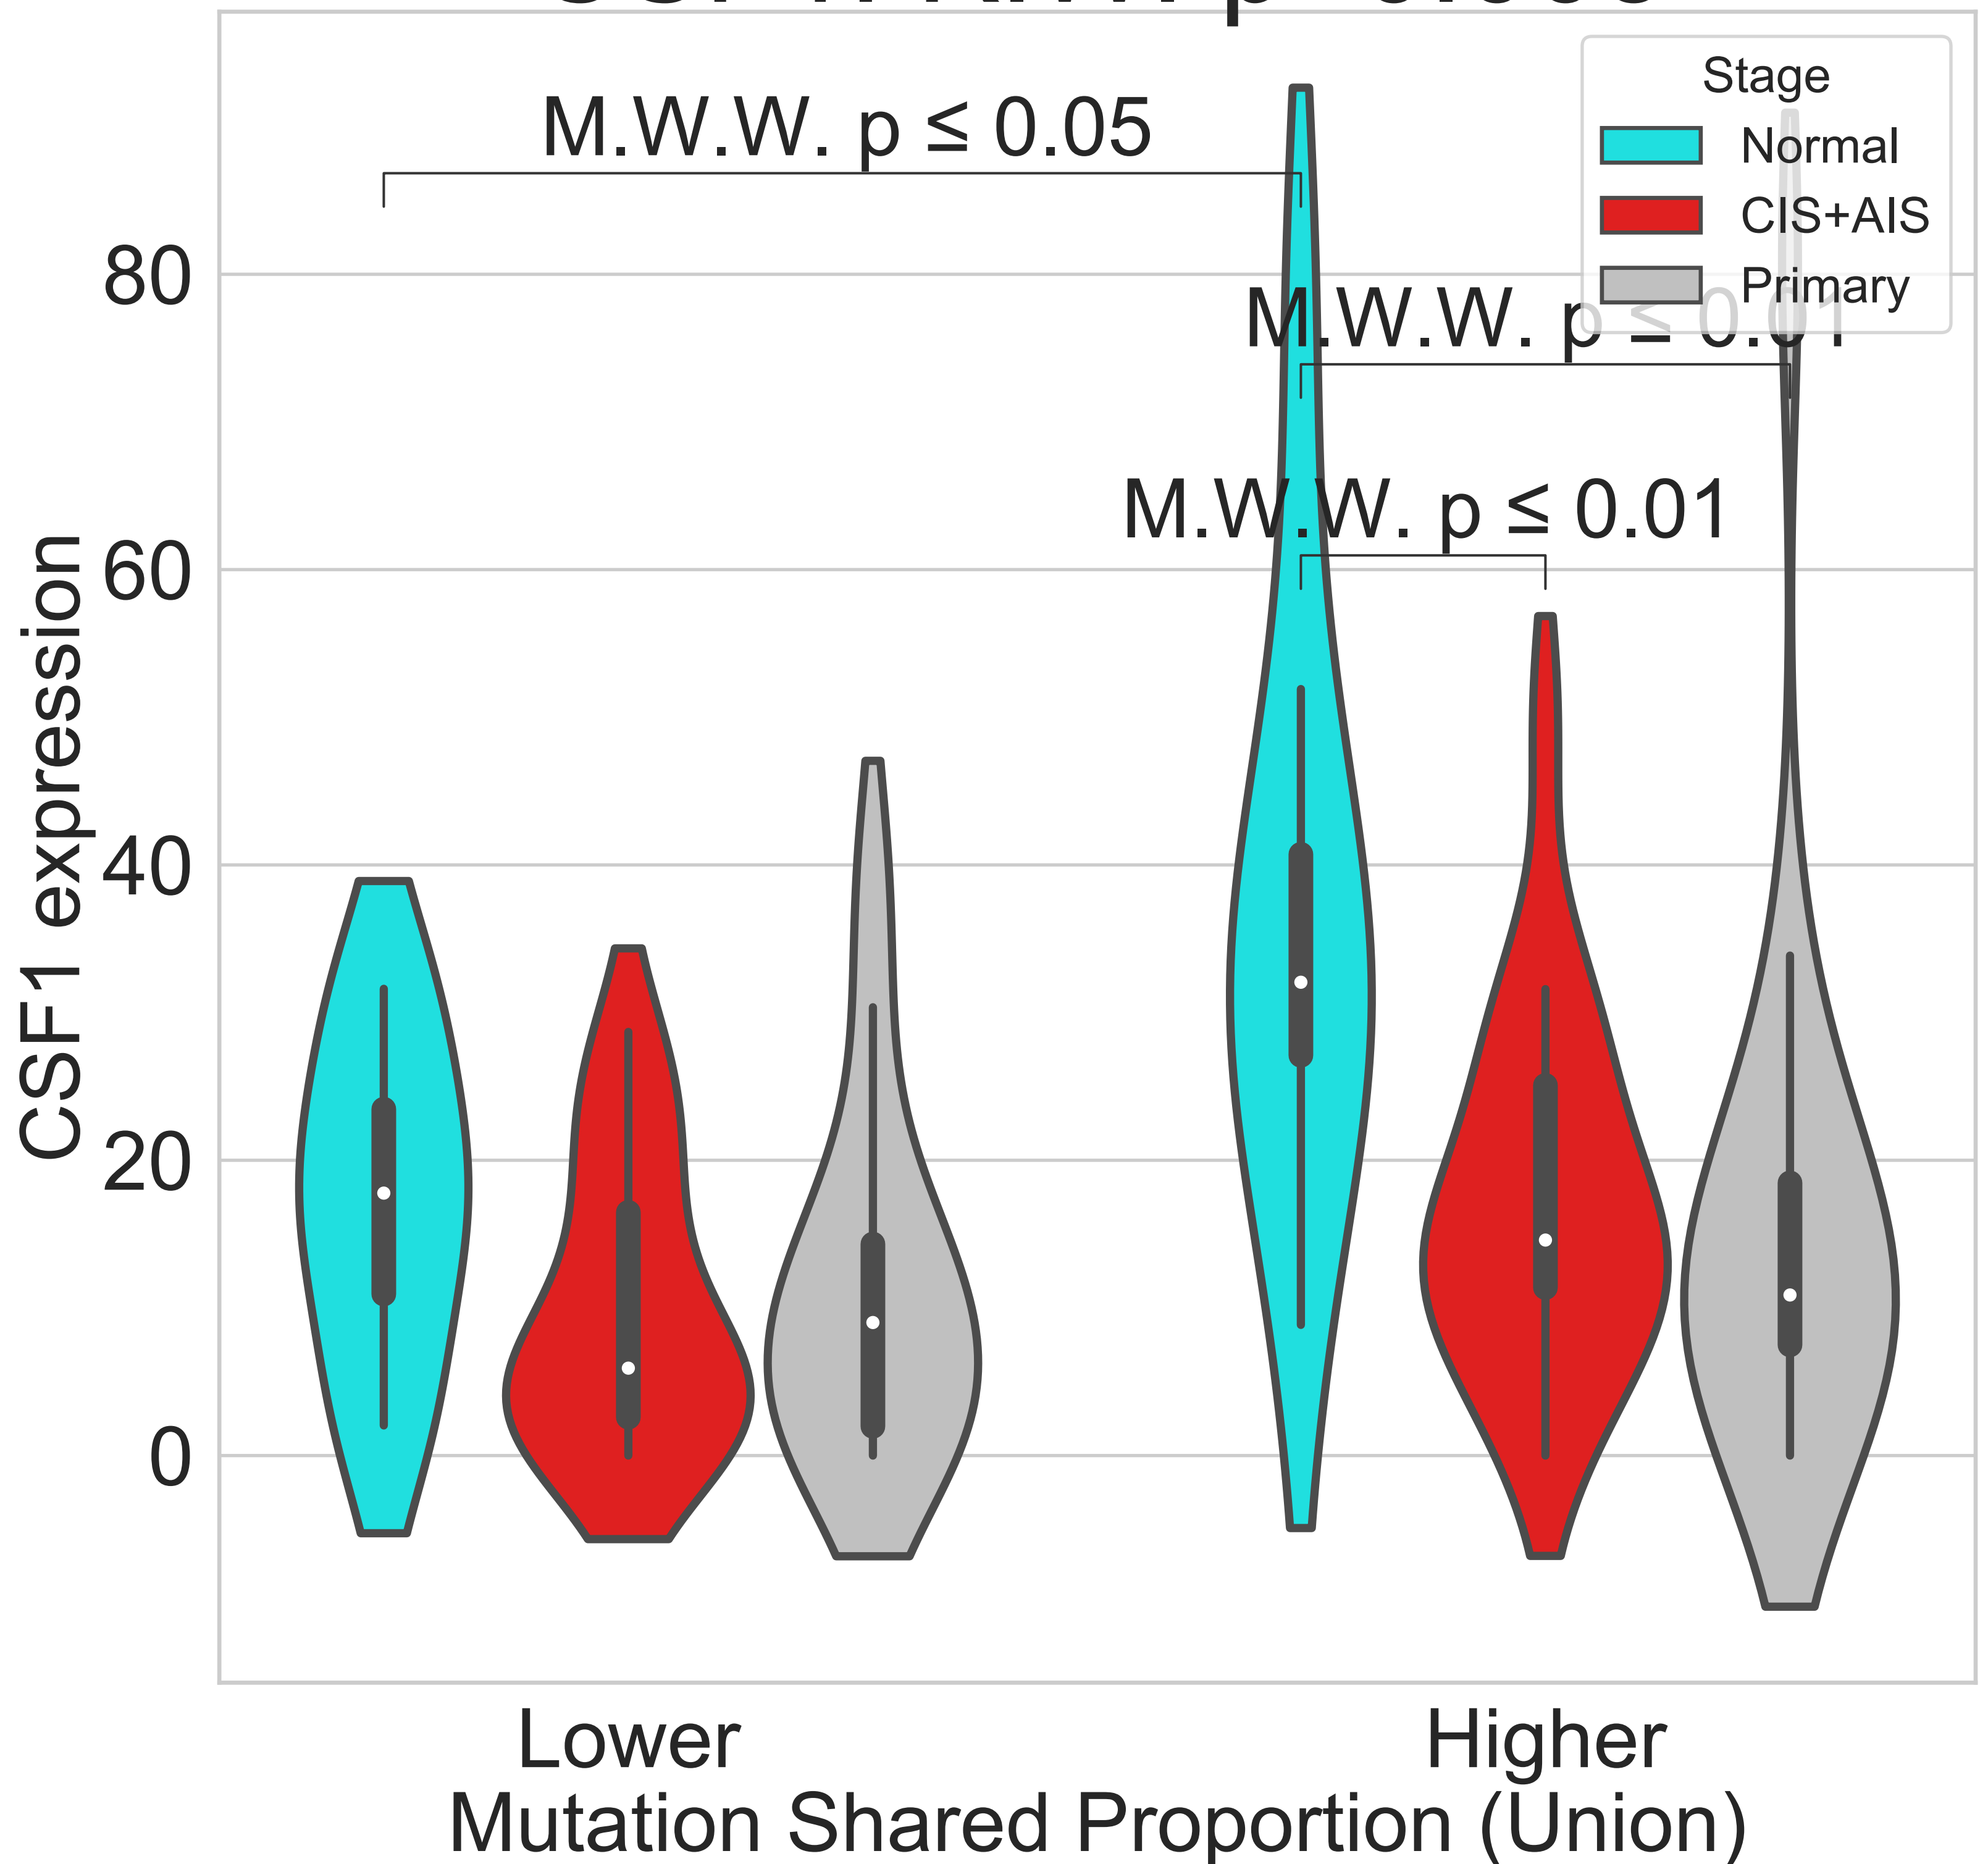 M.W.W. p ≤ 0.05
Stage
Normal
CIS+AIS
Primary
M.W.W. p ≤ 0.01
M.W.W. p ≤ 0.01
80
60
40
20
0
CSF1 expression
Lower
Higher
Mutation Shared Proportion (Union)